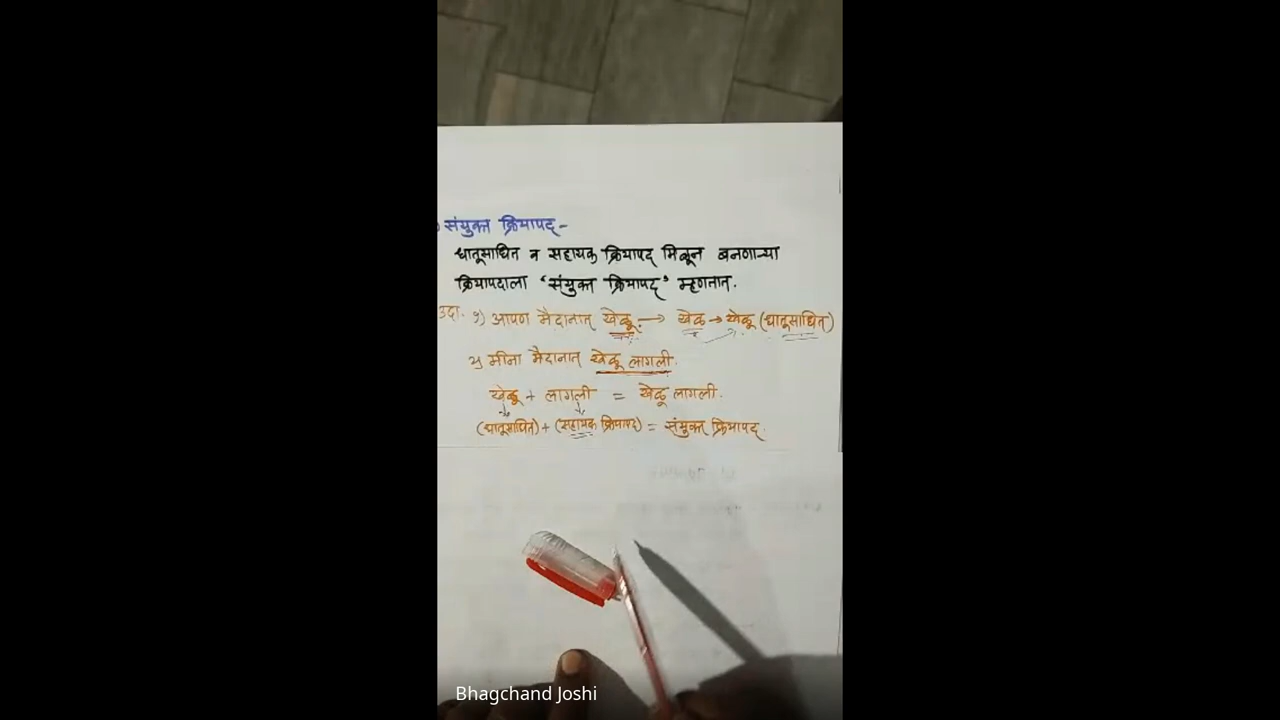 संयुक्त क्रियापद -
धातूसाधित व सहायक क्रियापद मिळून बनणाऱ्या
क्रियापदाला 'संयुक्त क्रियापद' म्हणतात.
उदा. १) आपण मैदानात खेळू. → खेळ → खेळू (धातूसाधित)
२) मीना मैदानात खेळू लागली.
खेळू + लागली = खेळू लागली.
(धातूसाधित) + (सहायक क्रियापद) = संयुक्त क्रियापद.
Bhagchand Joshi